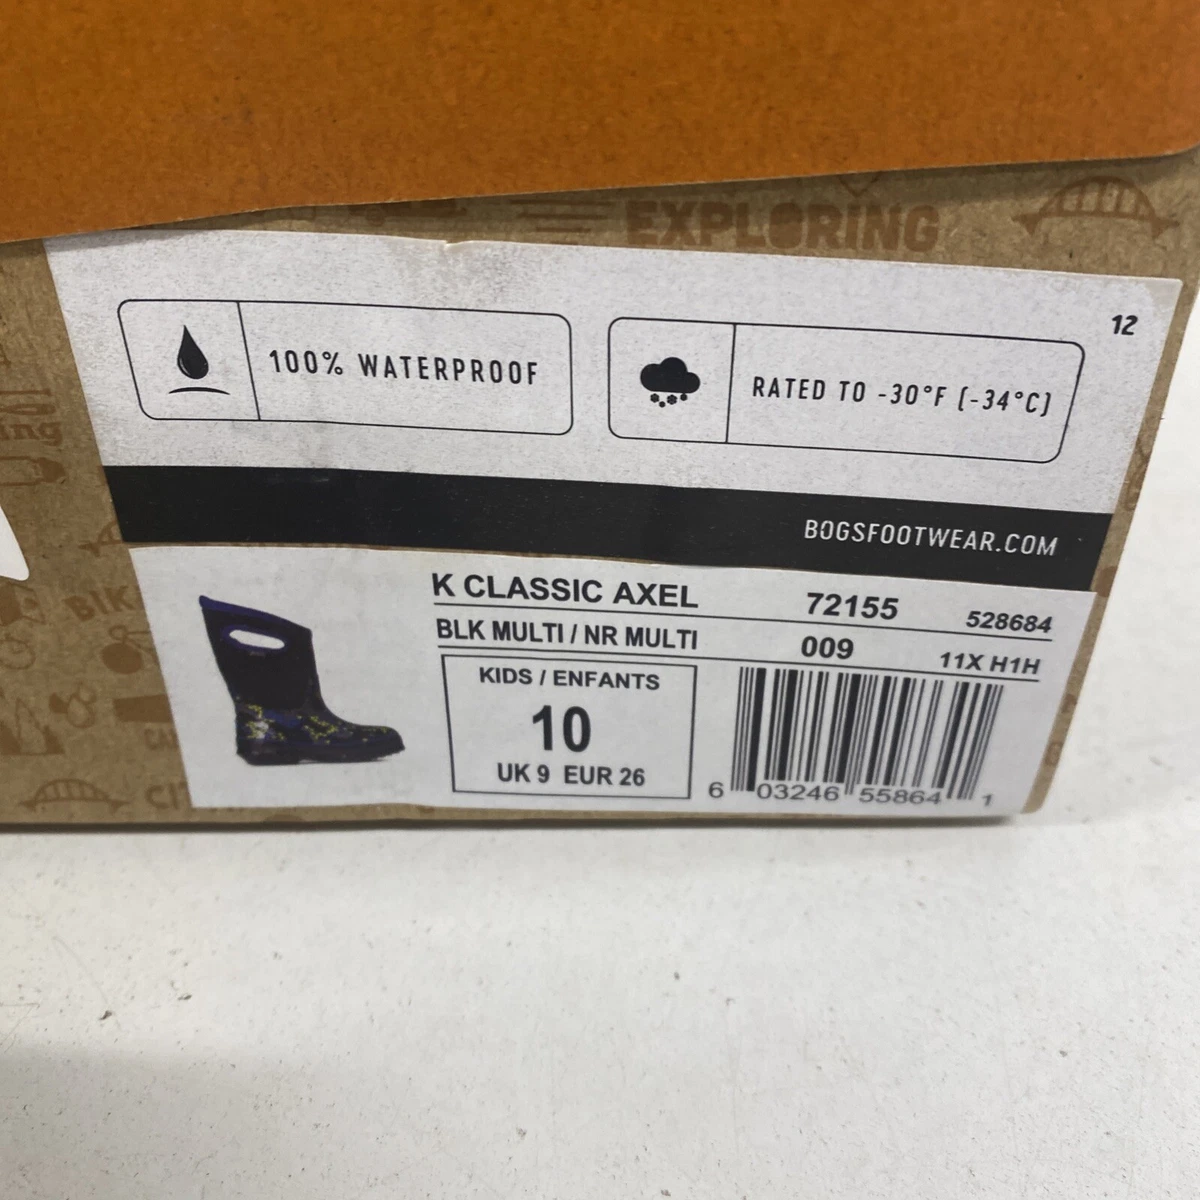 EXPLORING
12
100% WATERPROOF
RATED TO -30°F (-34°C)
BOGSFOOTWEAR.COM
K CLASSIC AXEL 72155 528684
BLK MULTI / NR MULTI 009 11X H1H
KIDS / ENFANTS
10
UK 9 EUR 26
6 03246 55864 1